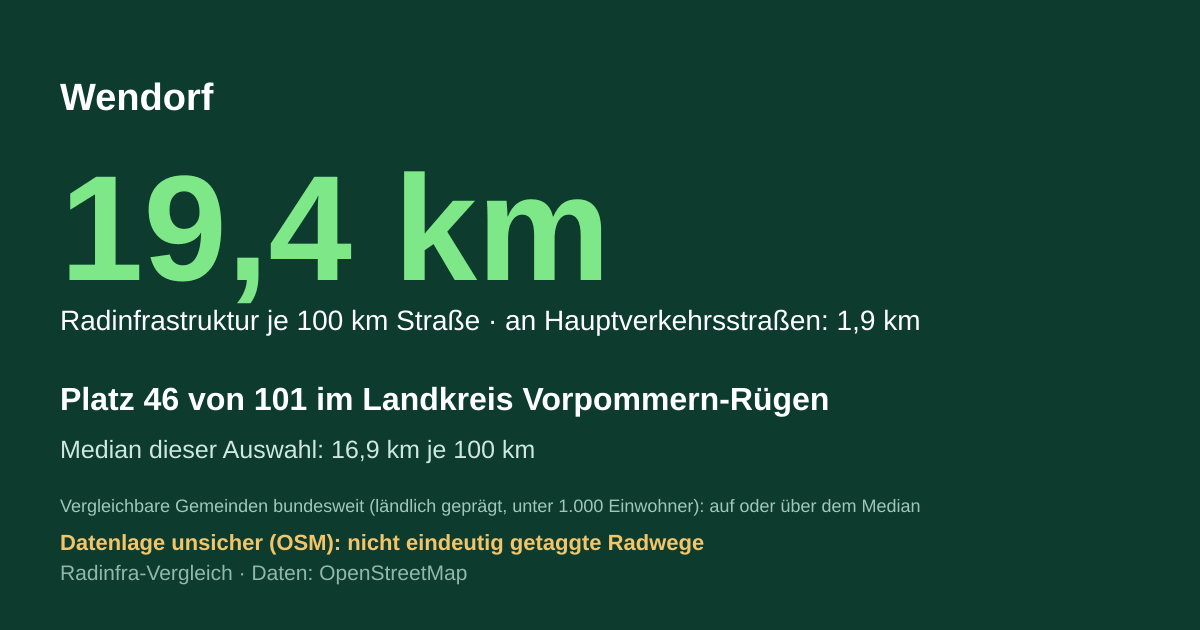 Wendorf
19,4 km
Radinfrastruktur je 100 km Straße · an Hauptverkehrsstraßen: 1,9 km
Platz 46 von 101 im Landkreis Vorpommern-Rügen
Median dieser Auswahl: 16,9 km je 100 km
Vergleichbare Gemeinden bundesweit (ländlich geprägt, unter 1.000 Einwohner): auf oder über dem Median
Datenlage unsicher (OSM): nicht eindeutig getaggte Radwege
Radinfra-Vergleich · Daten: OpenStreetMap